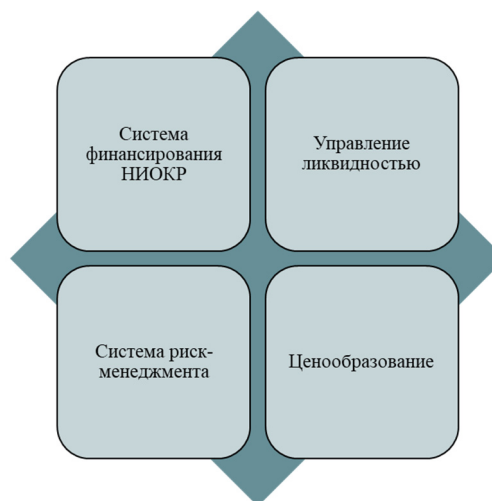 Система
финансирования
НИОКР
Управление
ликвидностью
Система риск-
менеджмента
Ценообразование